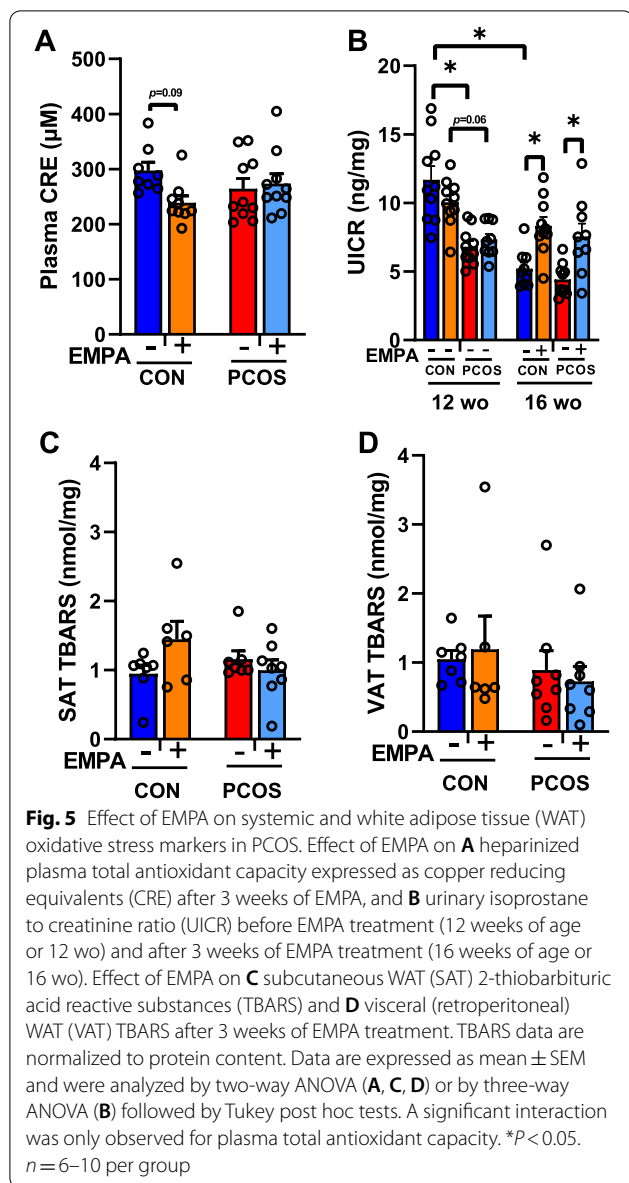 A
B
Plasma CRE (µM)
500
400
300
200
100
0
p=0.09
EMPA - + - +
CON PCOS
UICR (ng/mg)
20
15
10
5
0
*
*
p=0.06
*
*
EMPA - - - - - + - +
CON PCOS CON PCOS
12 wo 16 wo
C
D
SAT TBARS (nmol/mg)
4
3
2
1
0
EMPA - + - +
CON PCOS
VAT TBARS (nmol/mg)
4
3
2
1
0
EMPA - + - +
CON PCOS
Fig. 5 Effect of EMPA on systemic and white adipose tissue (WAT)
oxidative stress markers in PCOS. Effect of EMPA on A heparinized
plasma total antioxidant capacity expressed as copper reducing
equivalents (CRE) after 3 weeks of EMPA, and B urinary isoprostane
to creatinine ratio (UICR) before EMPA treatment (12 weeks of age
or 12 wo) and after 3 weeks of EMPA treatment (16 weeks of age or
16 wo). Effect of EMPA on C subcutaneous WAT (SAT) 2-thiobarbituric
acid reactive substances (TBARS) and D visceral (retroperitoneal)
WAT (VAT) TBARS after 3 weeks of EMPA treatment. TBARS data are
normalized to protein content. Data are expressed as mean ± SEM
and were analyzed by two-way ANOVA (A, C, D) or by three-way
ANOVA (B) followed by Tukey post hoc tests. A significant interaction
was only observed for plasma total antioxidant capacity. *P < 0.05.
n = 6–10 per group